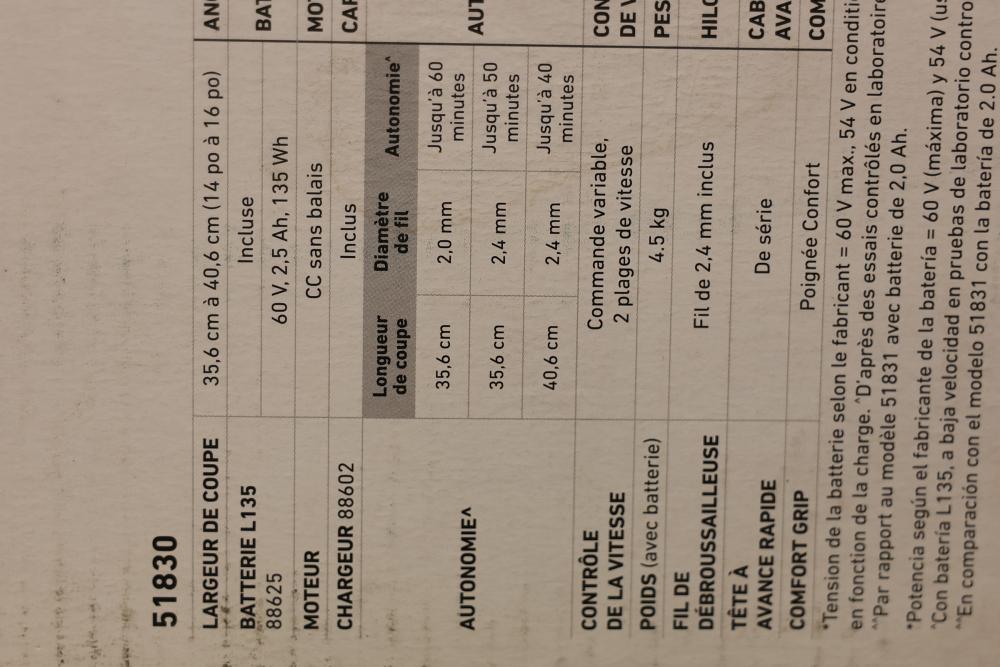 51830
LARGEUR DE COUPE 35,6 cm à 40,6 cm (14 po à 16 po)
BATTERIE L135 Incluse
88625 60 V, 2,5 Ah, 135 Wh
MOTEUR CC sans balais
CHARGEUR 88602 Inclus
AUTONOMIE^
Longueur de coupe Diamètre de fil Autonomie^
35,6 cm 2,0 mm Jusqu'à 60 minutes
35,6 cm 2,4 mm Jusqu'à 50 minutes
40,6 cm 2,4 mm Jusqu'à 40 minutes
CONTRÔLE Commande variable,
DE LA VITESSE 2 plages de vitesse
POIDS (avec batterie) 4.5 kg
FIL DE
DÉBROUSSAILLEUSE Fil de 2,4 mm inclus
TÊTE À
AVANCE RAPIDE De série
COMFORT GRIP Poignée Confort
*Tension de la batterie selon le fabricant = 60 V max., 54 V en
en fonction de la charge. ^D'après des essais contrôlés en laboratoire
^^Par rapport au modèle 51831 avec batterie de 2,0 Ah.
*Potencia según el fabricante de la batería = 60 V (máxima) y 54 V
^Con batería L135, a baja velocidad en pruebas de laboratorio
^^En comparación con el modelo 51831 con la batería de 2.0 Ah.